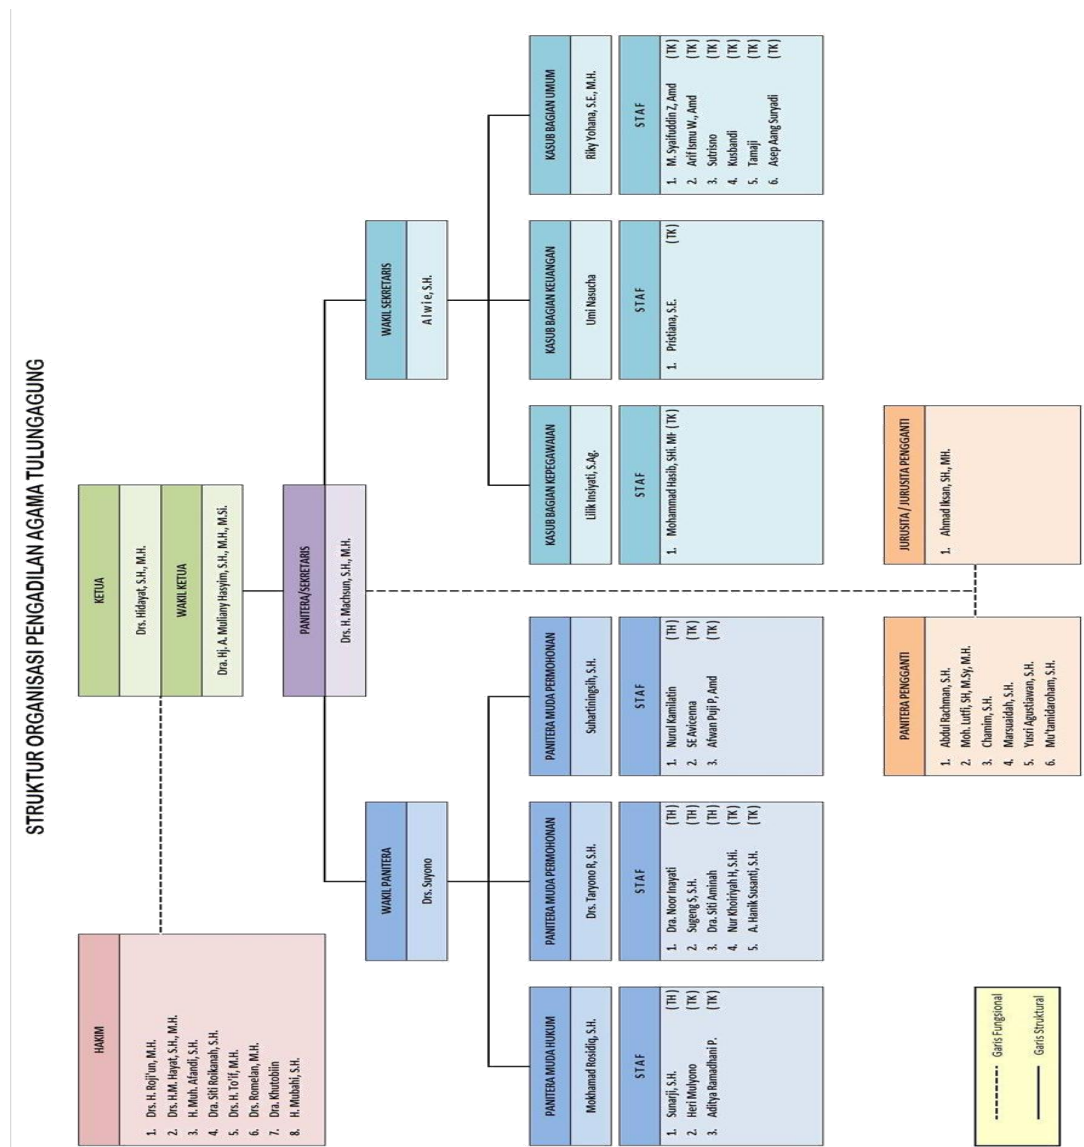 STRUKTUR ORGANISASI PENGADILAN AGAMA TULUNGAGUNG
HAKIM
1. Drs. H. Roji'un, M.H.
2. Drs. H.M. Hayat, S.H., M.H.
3. H. Muh. Afandi, S.H.
4. Dra. Siti Roikanah, S.H.
5. Drs. H. To'if, M.H.
6. Drs. Romelan, M.H.
7. Dra. Khutobiin
8. H. Mubahi, S.H.
KETUA
Drs. Hidayat, S.H., M.H.
WAKIL KETUA
Dra. Hj. A. Muliany Hasyim, S.H., M.H., M.Si.
PANITERA/SEKRETARIS
Drs. H. Machsun, S.H., M.H.
WAKIL PANITERA
Drs. Suyono
WAKIL SEKRETARIS
Alwie, S.H.
PANITERA MUDA HUKUM
Mokhamad Rosidiq, S.H.
STAF
1. Sunarji, S.H. (TH)
2. Heri Mulyono (TK)
3. Aditya Ramadhani P. (TK)
PANITERA MUDA PERMOHONAN
Drs. Taryono R, S.H.
STAF
1. Dra. Noor Inayati (TH)
2. Sugeng S, S.H. (TH)
3. Dra. Siti Aminah (TH)
4. Nur Khoiriyah H, S.Hi. (TK)
5. A. Hanik Susanti, S.H. (TK)
PANITERA MUDA PERMOHONAN
Suhartiningsih, S.H.
STAF
1. Nurul Kamilatin (TH)
2. SE Avicenna (TK)
3. Afwan Puji P, Amd (TK)
KASUB BAGIAN KEPEGAWAIAN
Lilik Insiyati, S.Ag.
STAF
1. Mohammad Hasib, SHi. MH (TK)
KASUB BAGIAN KEUANGAN
Umi Nasucha
STAF
1. Pristiana, S.E. (TK)
KASUB BAGIAN UMUM
Riky Yohana, S.E., M.H.
STAF
1. M. Syaifuddin Z, Amd (TK)
2. Arif Ismu W., Amd (TK)
3. Sutrisno (TK)
4. Kusbandi (TK)
5. Tamaji (TK)
6. Asep Aang Suryadi (TK)
PANITERA PENGGANTI
1. Abdul Rachman, S.H.
2. Moh. Lutfi, SH, M.Sy, M.H.
3. Chamim, S.H.
4. Marsuaidah, S.H.
5. Yusri Agustiawan, S.H.
6. Mu'tamidaroham, S.H.
JURUSITA / JURUSITA PENGGANTI
1. Ahmad Iksan, SH., MH.
Garis Fungsional
Garis Struktural